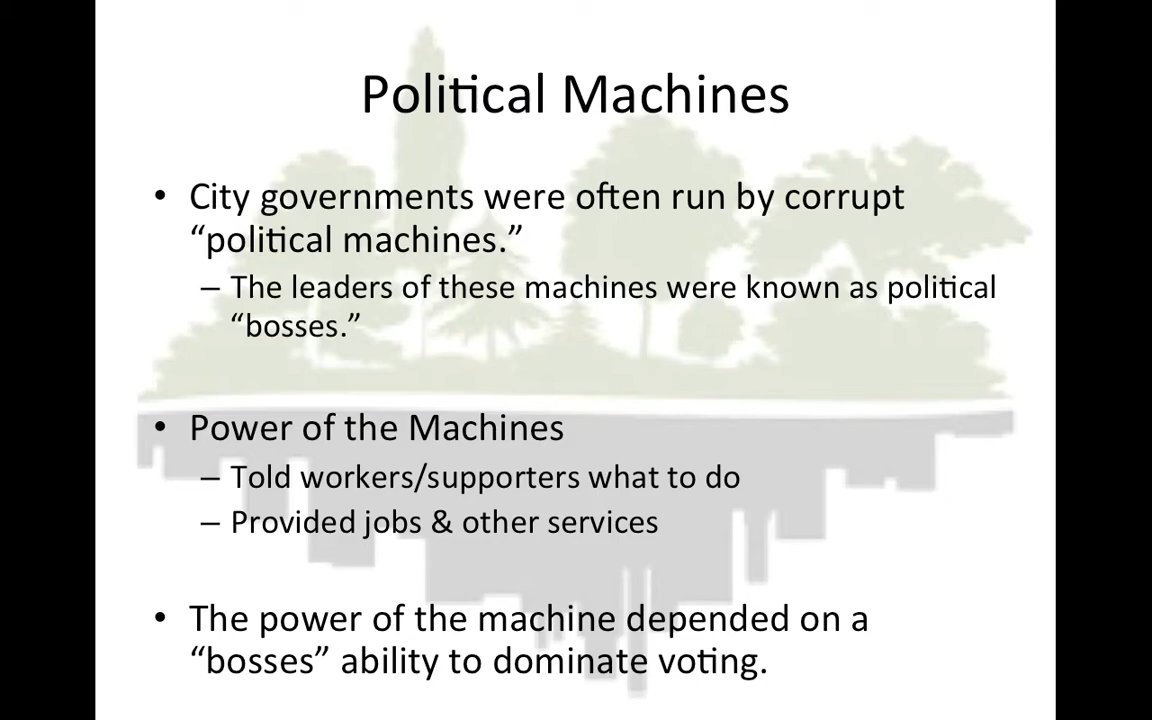 Political Machines
• City governments were often run by corrupt
“political machines.”
– The leaders of these machines were known as political
“bosses.”
• Power of the Machines
– Told workers/supporters what to do
– Provided jobs & other services
• The power of the machine depended on a
“bosses” ability to dominate voting.